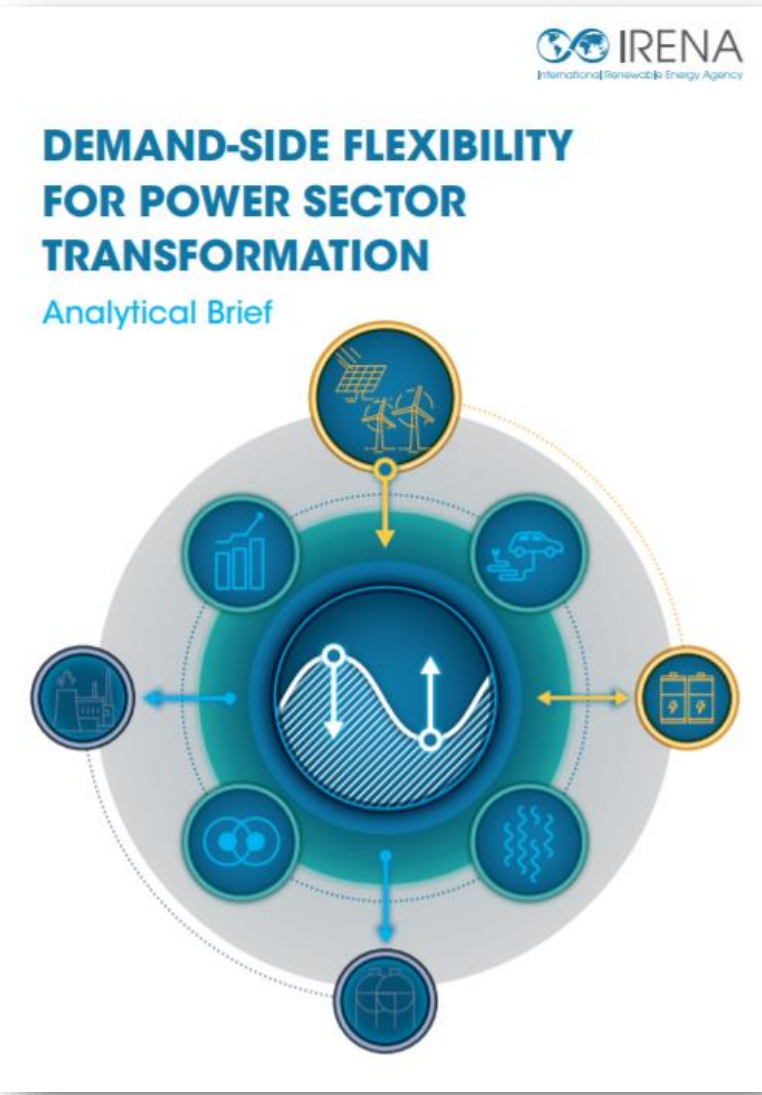 IRENA
International Renewable Energy Agency
DEMAND-SIDE FLEXIBILITY
FOR POWER SECTOR
TRANSFORMATION
Analytical Brief